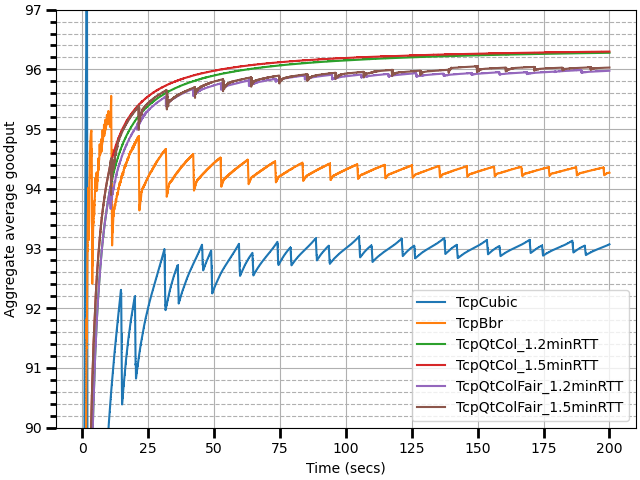 97
96
95
94
93
92
91
90
Aggregate average goodput
TcpCubic
TcpBbr
TcpQtCol_1.2minRTT
TcpQtCol_1.5minRTT
TcpQtColFair_1.2minRTT
TcpQtColFair_1.5minRTT
0 25 50 75 100 125 150 175 200
Time (secs)